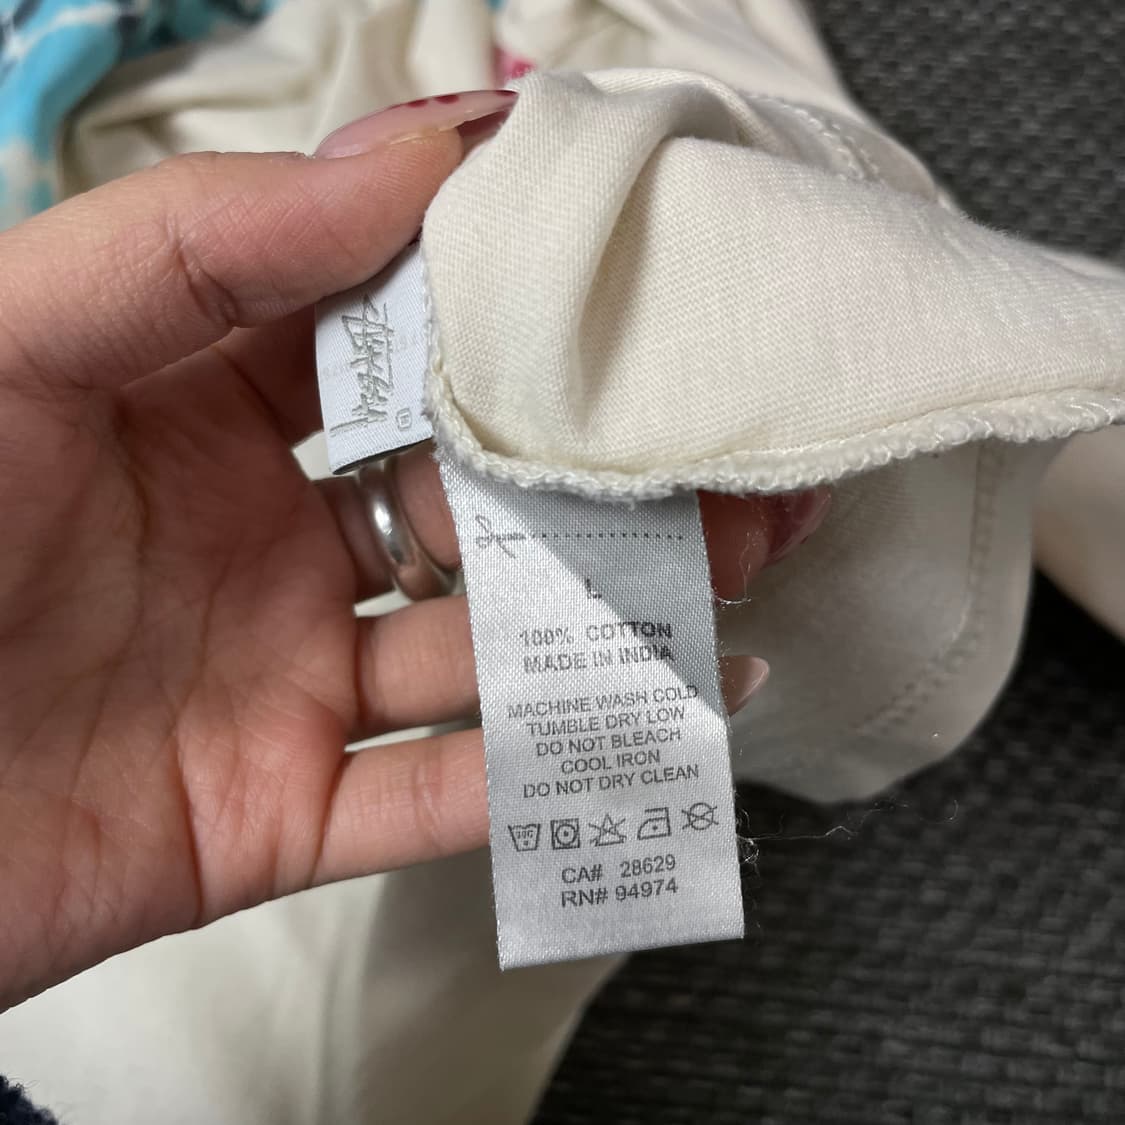 Stüssy
L
100% COTTON
MADE IN INDIA
MACHINE WASH COLD
TUMBLE DRY LOW
DO NOT BLEACH
COOL IRON
DO NOT DRY CLEAN
CA# 28629
RN# 94974